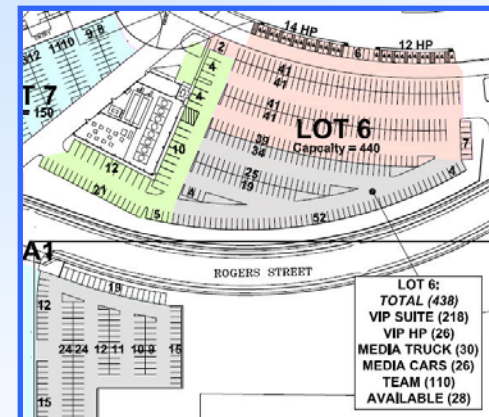 14 HP
12 HP
2
6
9 8
11 10
12
4
41
41
4
41
41
T 7
= 150
LOT 6
Capcaity = 440
7
10
39
34
12
25
19
4
21
8
5
52
A1
ROGERS STREET
19
LOT 6:
TOTAL (438)
VIP SUITE (218)
VIP HP (26)
MEDIA TRUCK (30)
MEDIA CARS (26)
TEAM (110)
AVAILABLE (28)
12
24 24
12 11
10 9
15
15